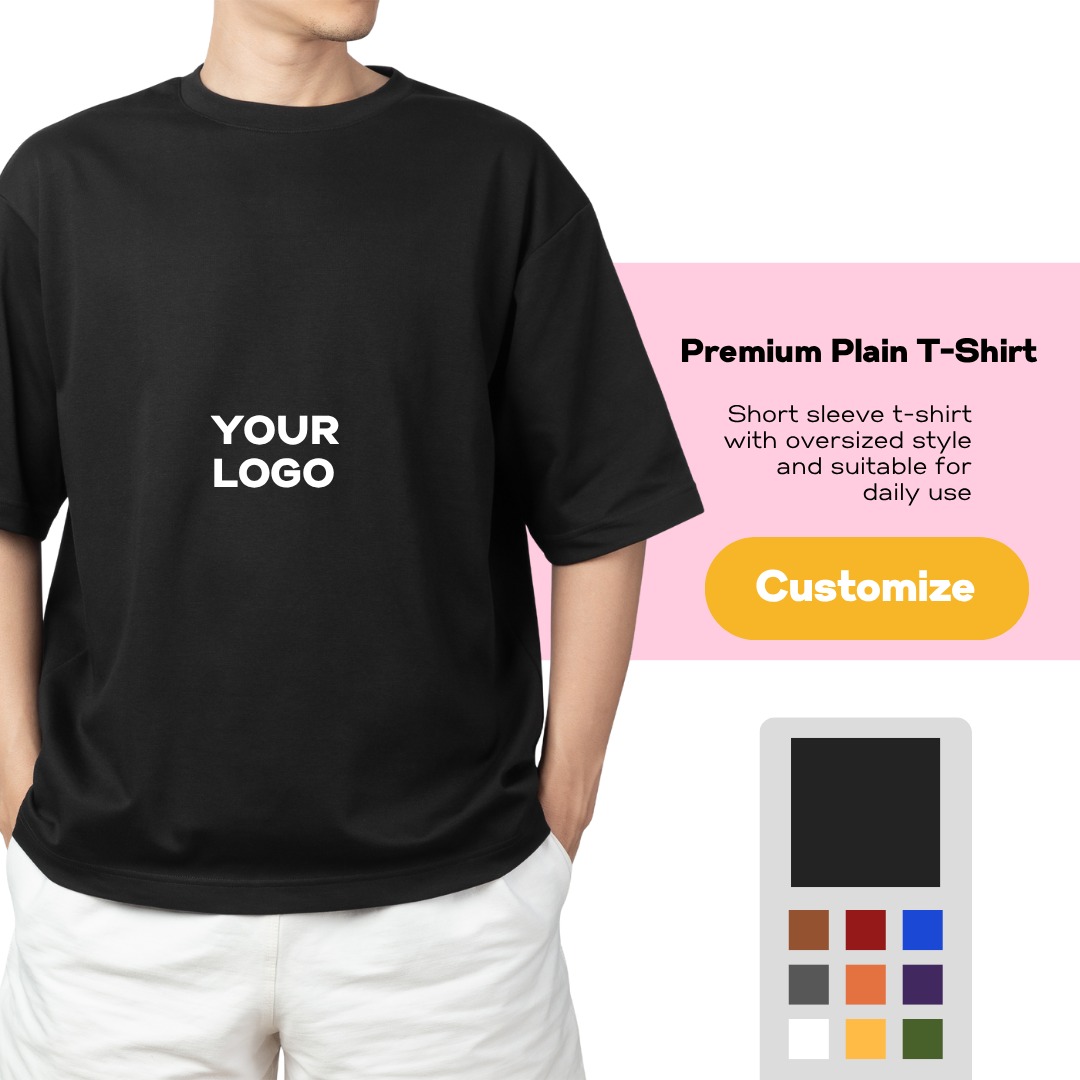 YOUR
LOGO
Premium Plain T-Shirt
Short sleeve t-shirt
with oversized style
and suitable for
daily use
Customize